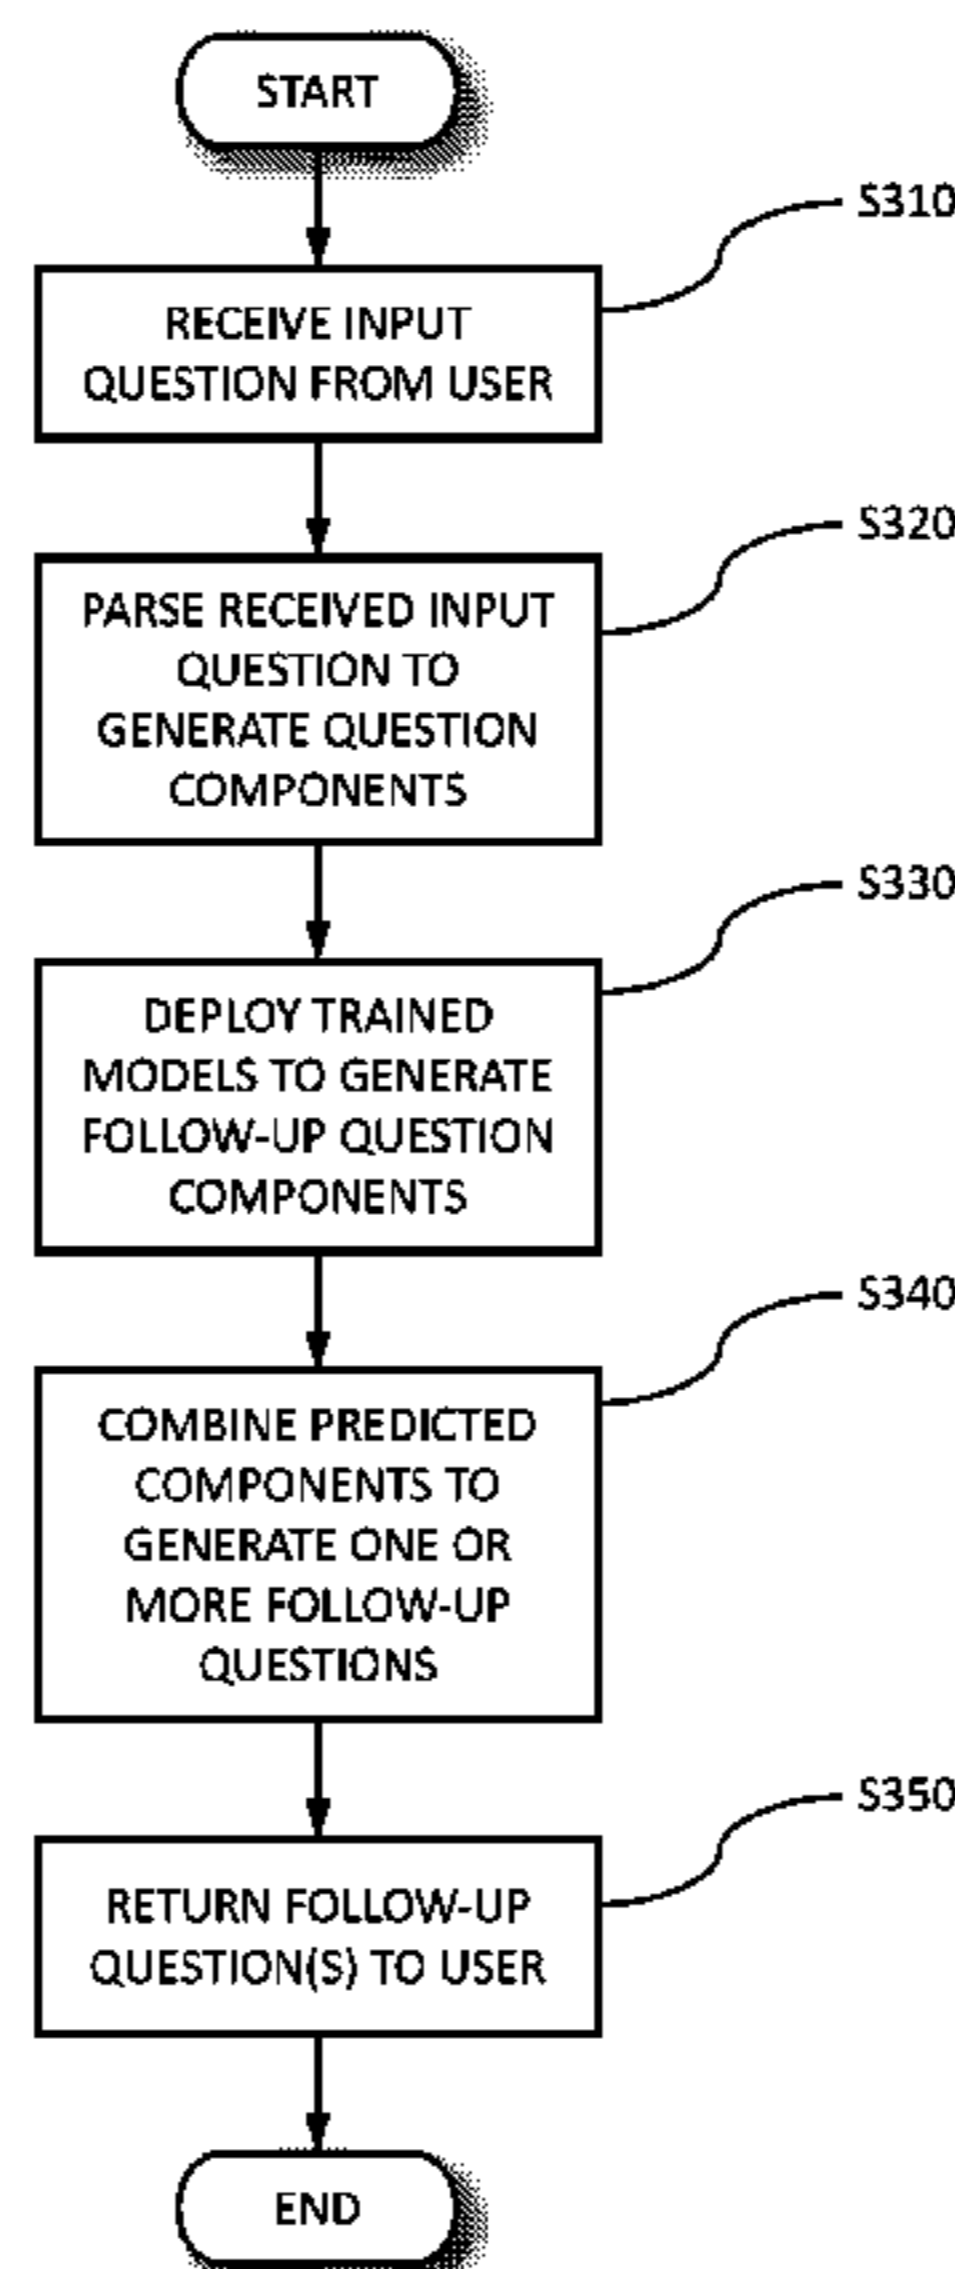 START
S310
RECEIVE INPUT
QUESTION FROM USER
S320
PARSE RECEIVED INPUT
QUESTION TO
GENERATE QUESTION
COMPONENTS
S330
DEPLOY TRAINED
MODELS TO GENERATE
FOLLOW-UP QUESTION
COMPONENTS
S340
COMBINE PREDICTED
COMPONENTS TO
GENERATE ONE OR
MORE FOLLOW-UP
QUESTIONS
S350
RETURN FOLLOW-UP
QUESTION(S) TO USER
END